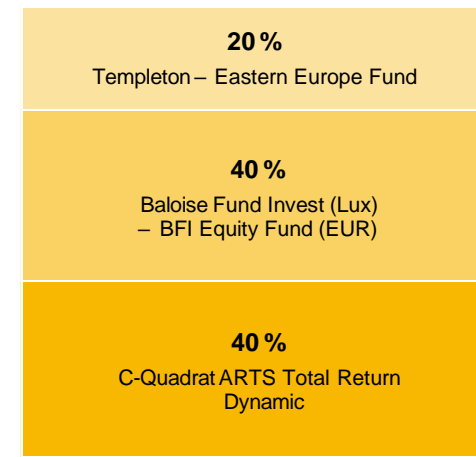 20 %
Templeton – Eastern Europe Fund
40 %
Baloise Fund Invest (Lux)
– BFI Equity Fund (EUR)
40 %
C-Quadrat ARTS Total Return
Dynamic